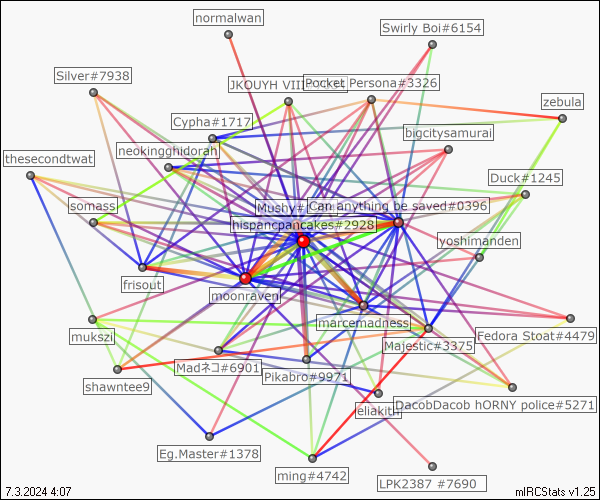 normalwan
Swirly Boi#6154
Silver#7938
JKOUYH VIII
Pocket Persona#3326
zebula
Cypha#1717
bigcitysamurai
neokingghidorah
thesecondtwat
Duck#1245
somass
Mushy#
Can anything be saved#0396
hispancpancakes#2928
yoshimanden
frisout
moonraven
marcemadness
mukszi
Fedora Stoat#4479
Majestic#3375
Madネコ#6901
Pikabro#9971
shawntee9
eliakith
DacobDacob hORNY police#5271
Eg.Master#1378
ming#4742
LPK2387 #7690
7.3.2024 4:07
mIRCStats v1.25